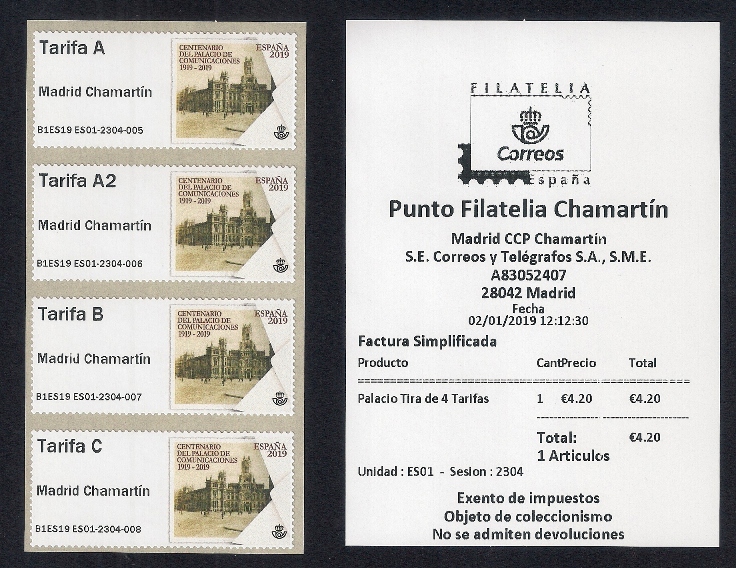 Tarifa A
Madrid Chamartín
B1ES19 ES01-2304-005
CENTENARIO
DEL PALACIO DE
COMUNICACIONES
1919 - 2019
ESPAÑA
2019
Tarifa A2
Madrid Chamartín
B1ES19 ES01-2304-006
CENTENARIO
DEL PALACIO DE
COMUNICACIONES
1919 - 2019
ESPAÑA
2019
Tarifa B
Madrid Chamartín
B1ES19 ES01-2304-007
CENTENARIO
DEL PALACIO DE
COMUNICACIONES
1919 - 2019
ESPAÑA
2019
Tarifa C
Madrid Chamartín
B1ES19 ES01-2304-008
CENTENARIO
DEL PALACIO DE
COMUNICACIONES
1919 - 2019
ESPAÑA
2019
FILATELIA
Correos
España
Punto Filatelia Chamartín
Madrid CCP Chamartín
S.E. Correos y Telégrafos S.A., S.M.E.
A83052407
28042 Madrid
Fecha
02/01/2019 12:12:30
Factura Simplificada
Producto CantPrecio Total
Palacio Tira de 4 Tarifas 1 €4.20 €4.20
Total: €4.20
1 Articulos
Unidad : ES01 - Sesion : 2304
Exento de impuestos
Objeto de coleccionismo
No se admiten devoluciones